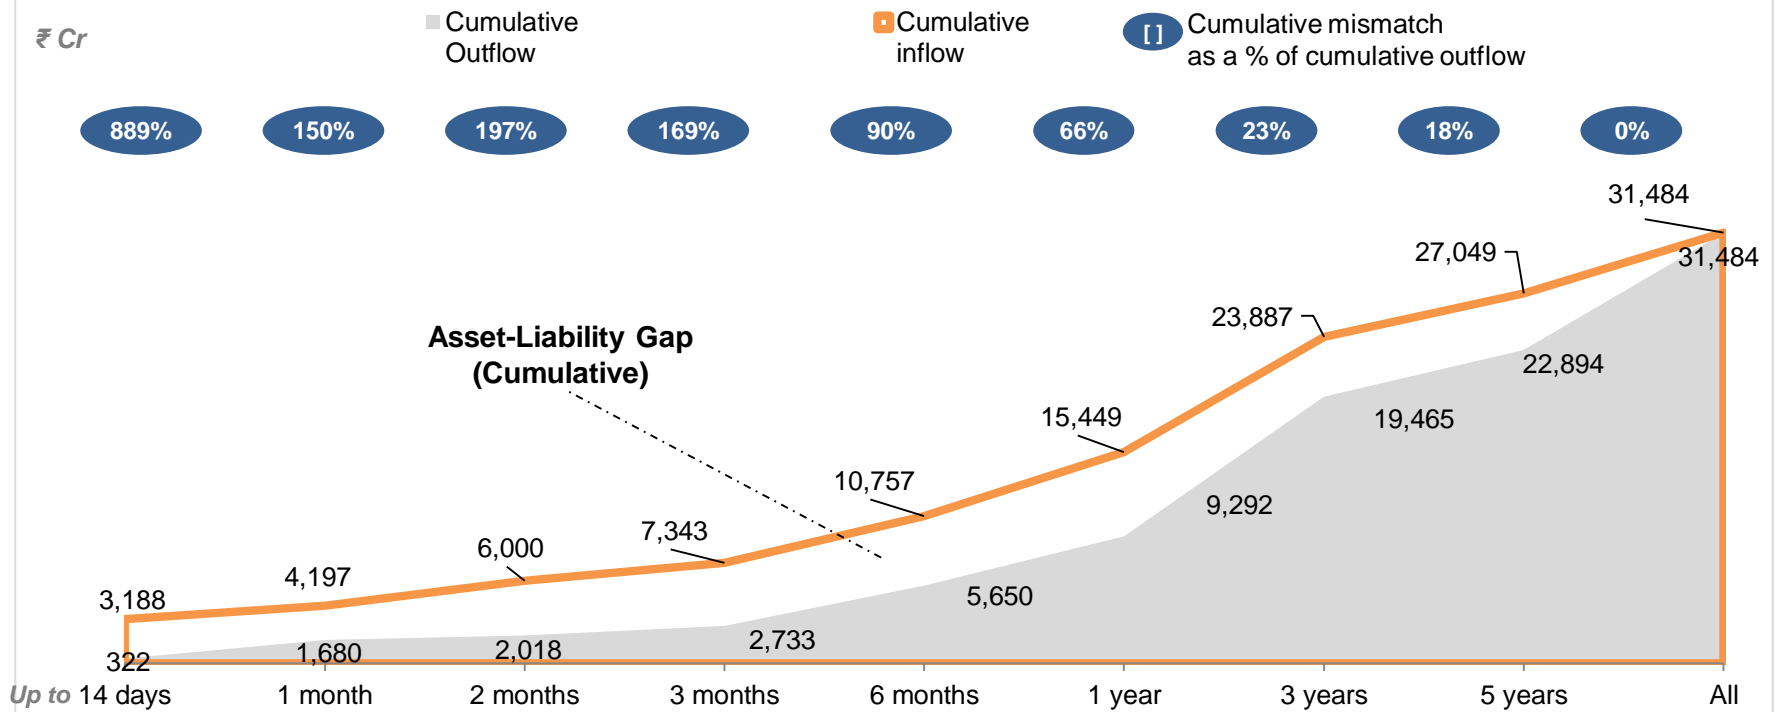 ₹ Cr
Cumulative
Outflow
Cumulative
inflow
[ ]
Cumulative mismatch
as a % of cumulative outflow
889% 150% 197% 169% 90% 66% 23% 18% 0%
31,484
31,484
27,049
23,887
22,894
19,465
Asset-Liability Gap
(Cumulative)
15,449
10,757
9,292
7,343
6,000
4,197
3,188
5,650
2,733
2,018
1,680
322
Up to 14 days 1 month 2 months 3 months 6 months 1 year 3 years 5 years All